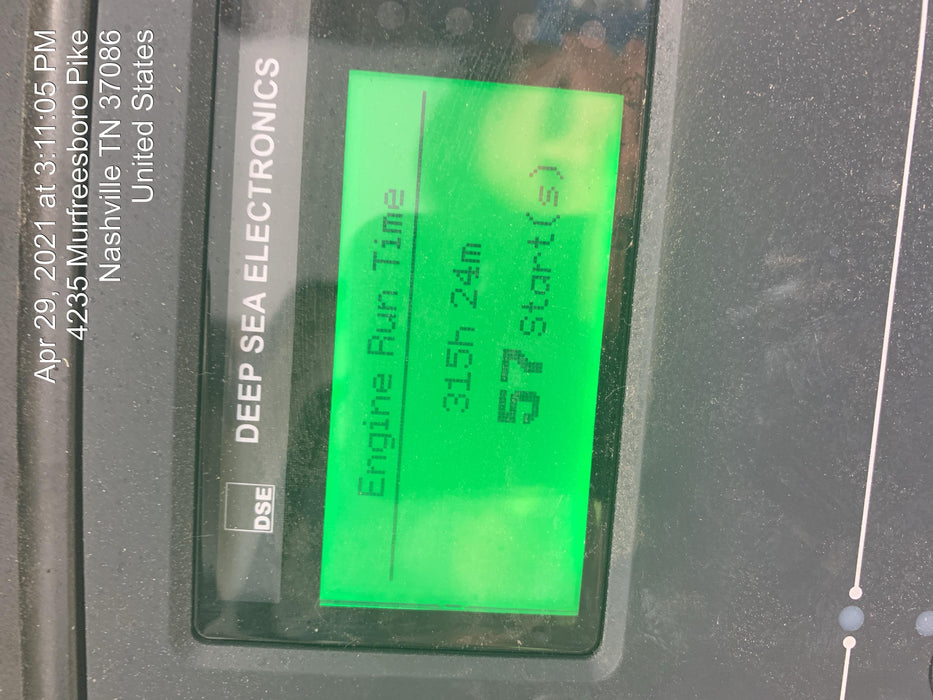 Apr 29, 2021 at 3:11:05 PM
4235 Murfreesboro Pike
Nashville TN 37086
United States
DSE
DEEP SEA ELECTRONICS
Engine Run Time
315h 24m
57 Start(s)